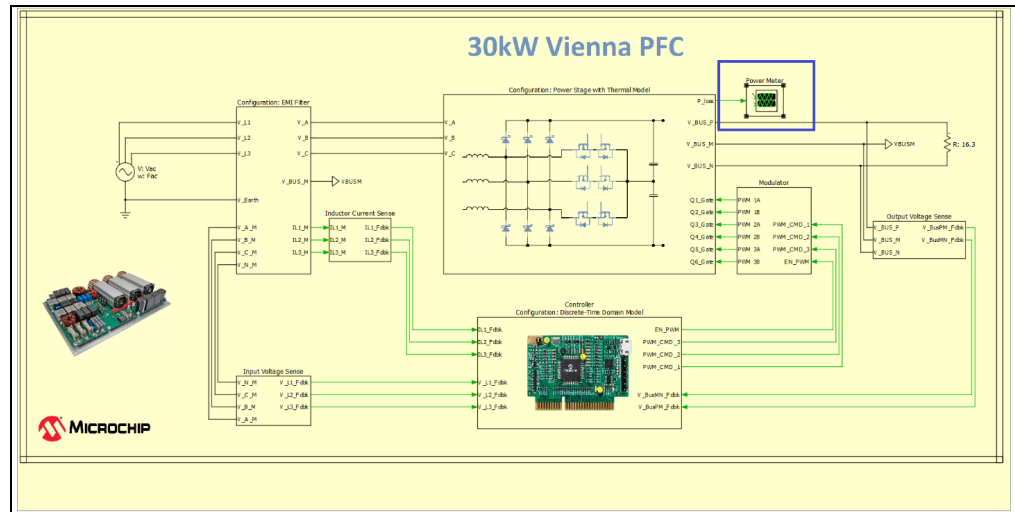 30kW Vienna PFC
Power Meter
Configuration: EMI Filter
V_L1
V_L2
V_L3
V_Earth
V_A_M
V_B_M
V_C_M
V_N_M
V_A
V_B
V_C
V_BUS_M
VBUSM
IL1_M
IL2_M
IL3_M
V: Vac
w: Fac
Configuration: Power Stage with Thermal Model
V_A
V_B
V_C
P_loss
V_BUS_P
V_BUS_M
V_BUS_N
Q1_Gate
Q2_Gate
Q3_Gate
Q4_Gate
Q5_Gate
Q6_Gate
VBUSM
R: 16.3
Modulator
PWM 1A
PWM 1B
PWM 2A
PWM 2B
PWM 3A
PWM 3B
PWM_CMD_1
PWM_CMD_2
PWM_CMD_3
EN_PWM
Output Voltage Sense
V_BUS_P
V_BUS_M
V_BUS_N
V_BusPM_Fdbk
V_BusMN_Fdbk
Inductor Current Sense
IL1_M
IL2_M
IL3_M
IL1_Fdbk
IL2_Fdbk
IL3_Fdbk
Controller
Configuration: Discrete-Time Domain Model
IL1_Fdbk
IL2_Fdbk
IL3_Fdbk
V_L1_Fdbk
V_L2_Fdbk
V_L3_Fdbk
EN_PWM
PWM_CMD_3
PWM_CMD_2
PWM_CMD_1
V_BusMN_Fdbk
V_BusPM_Fdbk
Input Voltage Sense
V_N_M
V_C_M
V_B_M
V_A_M
V_L1_Fdbk
V_L2_Fdbk
V_L3_Fdbk
MICROCHIP